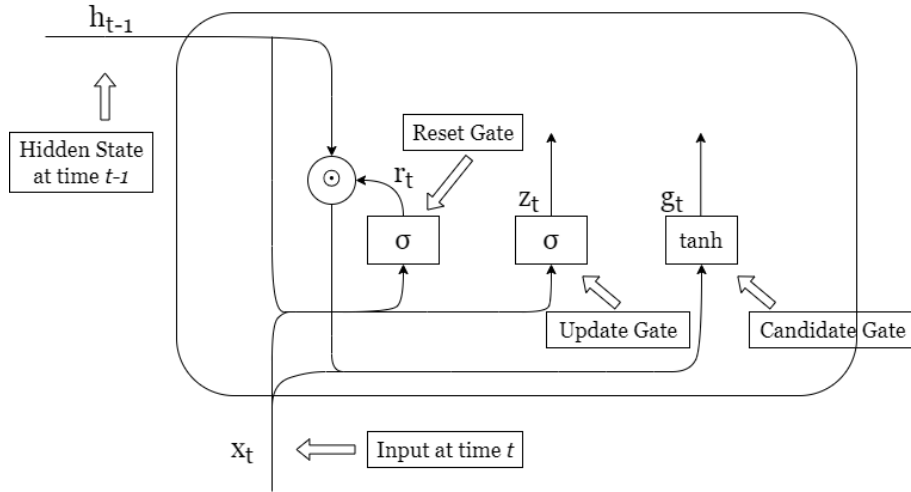 h_{t-1}
Hidden State
at time t-1
Reset Gate
⊙
r_t
σ
z_t
σ
g_t
tanh
Update Gate
Candidate Gate
x_t
Input at time t